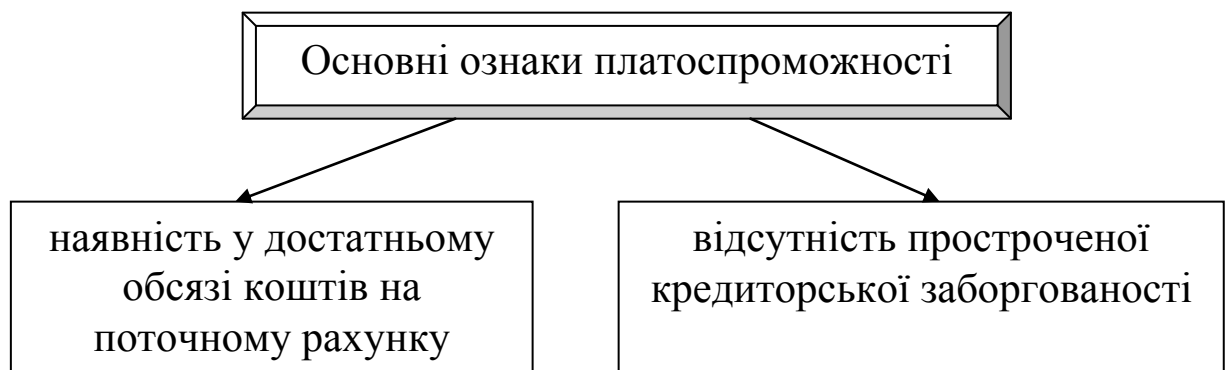 Основні ознаки платоспроможності
наявність у достатньому
обсязі коштів на
поточному рахунку
відсутність простроченої
кредиторської заборгованості